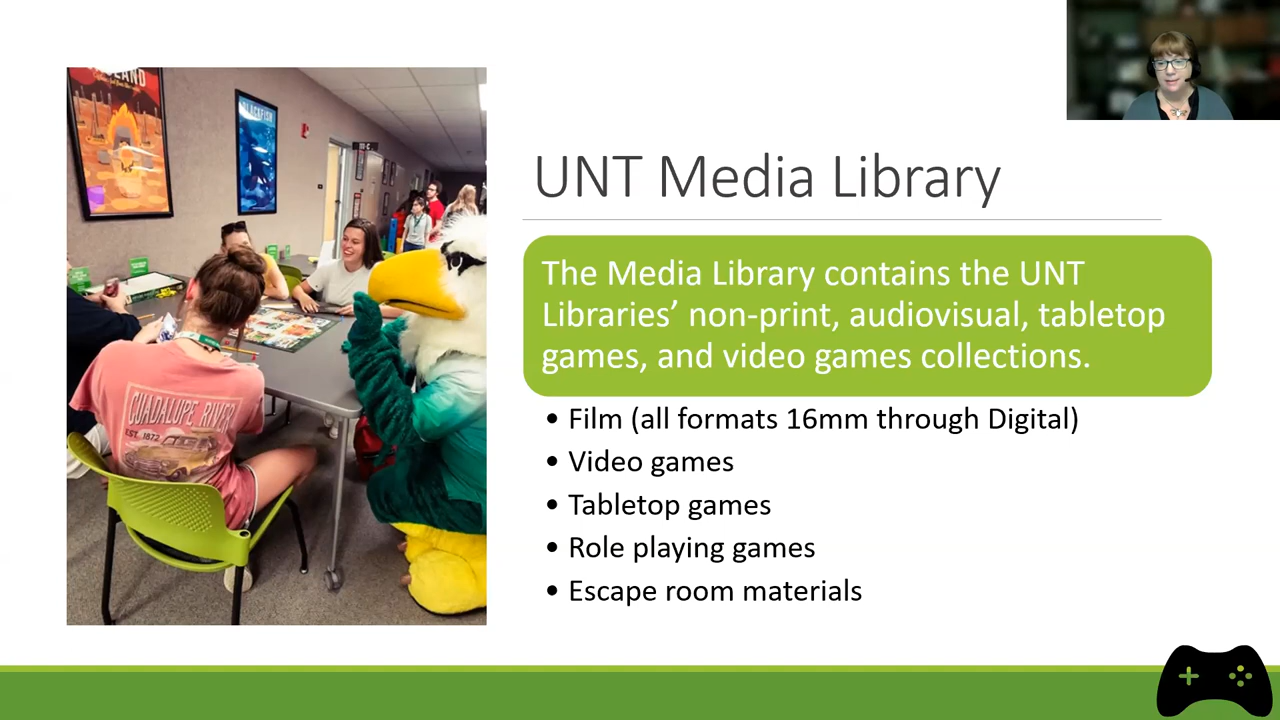 LAND
BLACKFISH
GUADALUPE RIVER
EST. 1872
UNT Media Library
The Media Library contains the UNT
Libraries’ non-print, audiovisual, tabletop
games, and video games collections.
• Film (all formats 16mm through Digital)
• Video games
• Tabletop games
• Role playing games
• Escape room materials